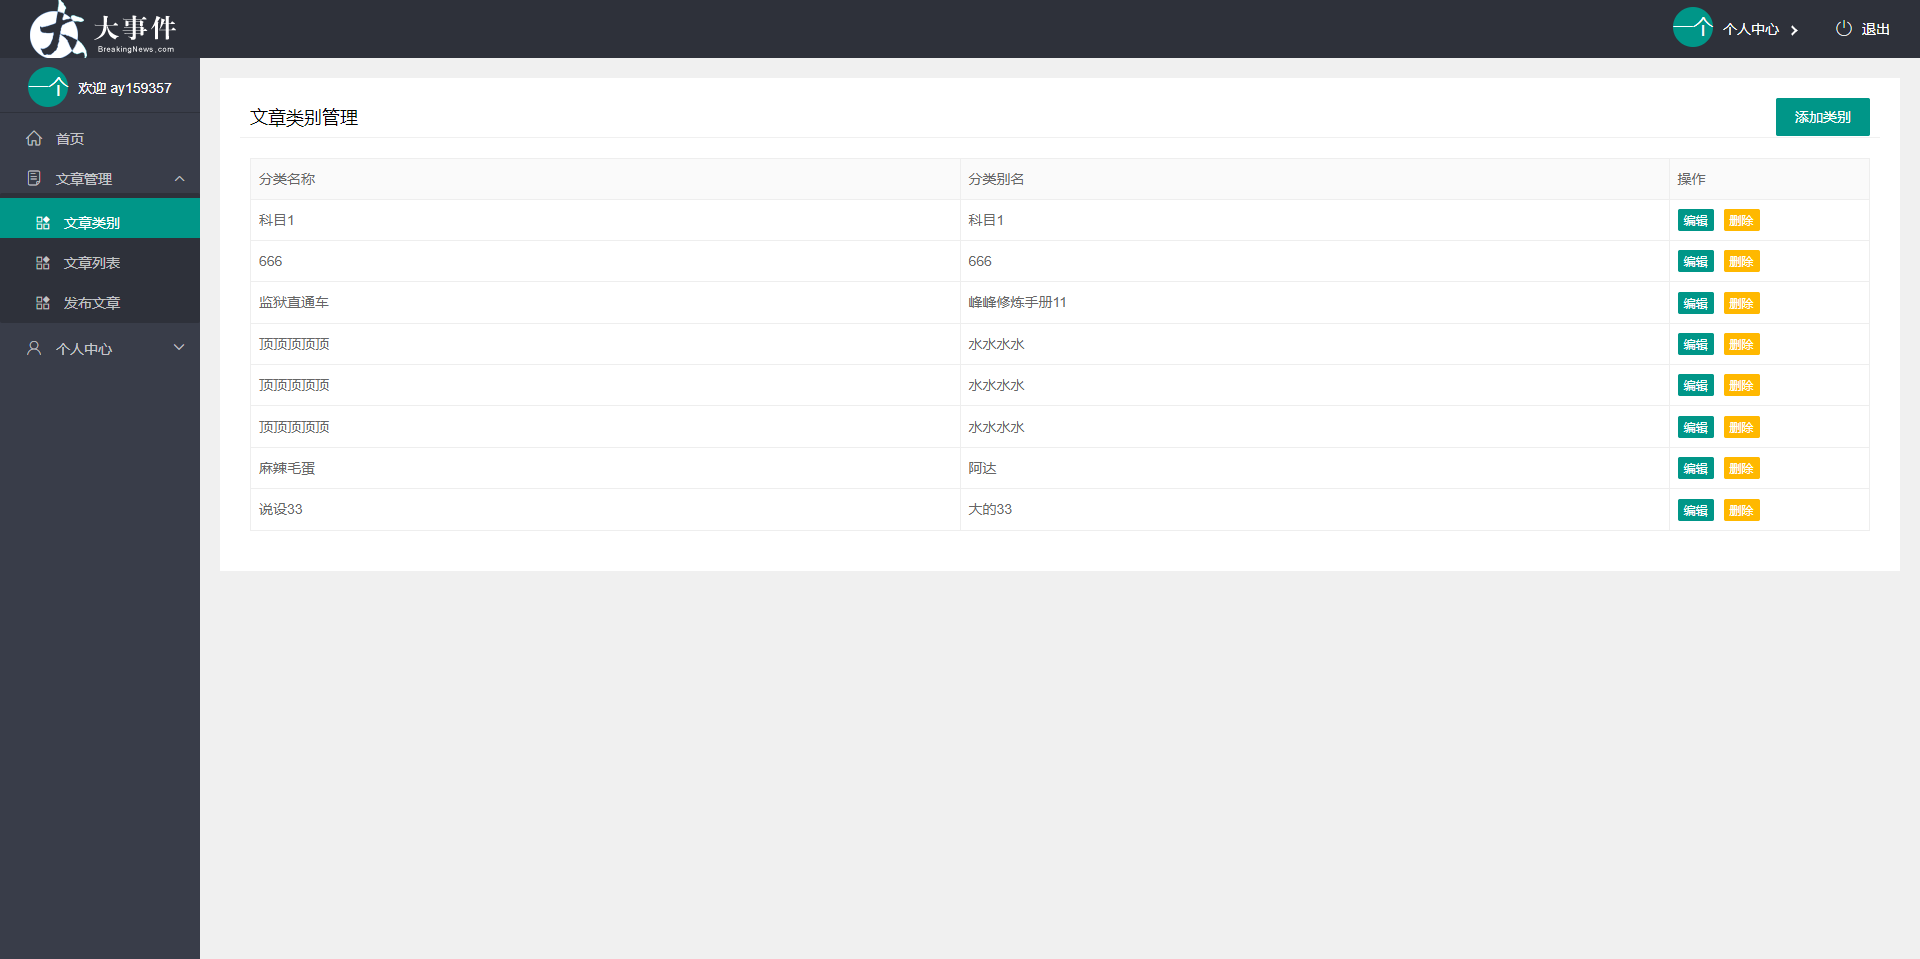 大事件
BreakingNews.com
个人中心
退出
欢迎 ay159357
首页
文章管理
文章类别
文章列表
发布文章
个人中心
文章类别管理
添加类别
分类名称 分类别名 操作
科目1 科目1 编辑 删除
666 666 编辑 删除
监狱直通车 峰峰修炼手册11 编辑 删除
顶顶顶顶顶 水水水水 编辑 删除
顶顶顶顶顶 水水水水 编辑 删除
顶顶顶顶顶 水水水水 编辑 删除
麻辣毛蛋 阿达 编辑 删除
说设33 大的33 编辑 删除